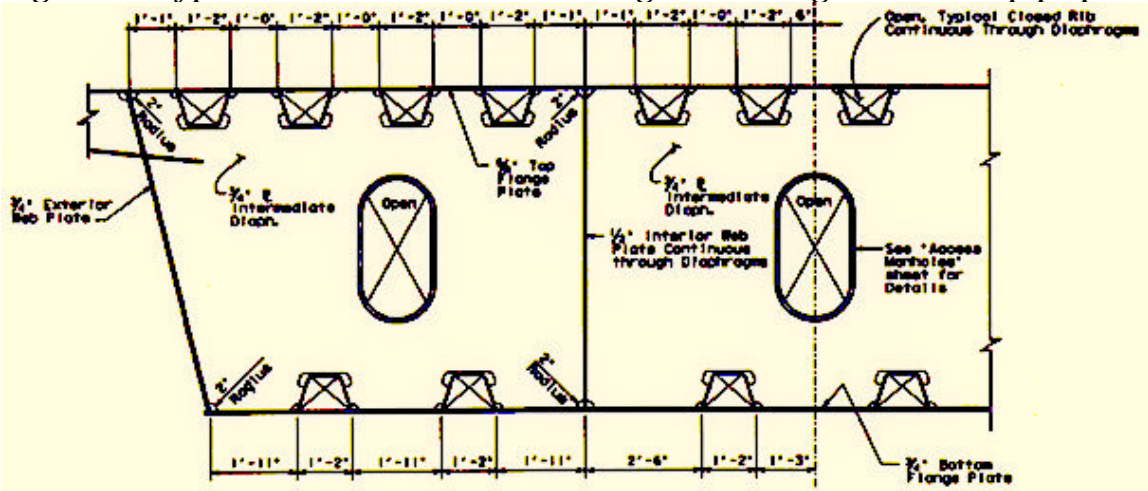 1'-1" 1'-2" 1'-0" 1'-2" 1'-0" 1'-2" 1'-0" 1'-2" 1'-1" 1'-1" 1'-2" 1'-0" 1'-2" 6"
Open, Typical Closed Rib
Continuous Through Diaphragms
2"
Radius
2"
Radius
Top
Flange
Plate
3/4" Exterior
Web Plate
3/4" ℄
Intermediate
Diaph.
Open
3/4" ℄
Intermediate
Diaph.
Open
1/2" Interior Web
Plate Continuous
through Diaphragms
See "Access
Manholes"
sheet for
Details
2"
Radius
2"
Radius
1'-11" 1'-2" 1'-11" 1'-2" 1'-11" 2'-6" 1'-2" 1'-3"
3/4" Bottom
Flange Plate